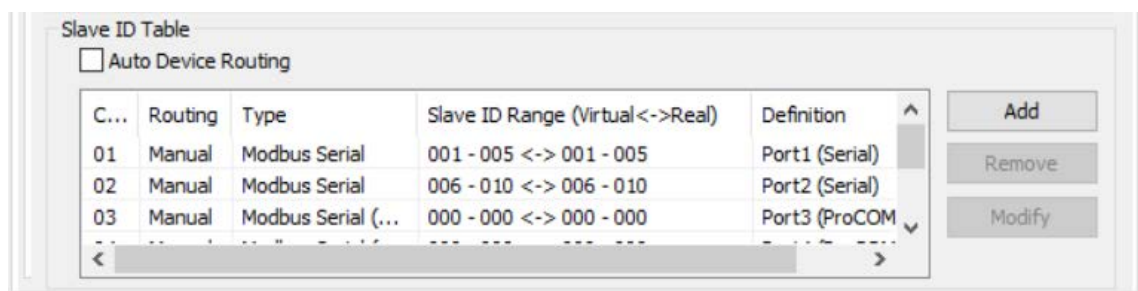 Slave ID Table
Auto Device Routing
C... Routing Type Slave ID Range (Virtual<->Real) Definition
Add
01 Manual Modbus Serial 001 - 005 <-> 001 - 005 Port1 (Serial)
Remove
02 Manual Modbus Serial 006 - 010 <-> 006 - 010 Port2 (Serial)
03 Manual Modbus Serial (... 000 - 000 <-> 000 - 000 Port3 (ProCOM
Modify